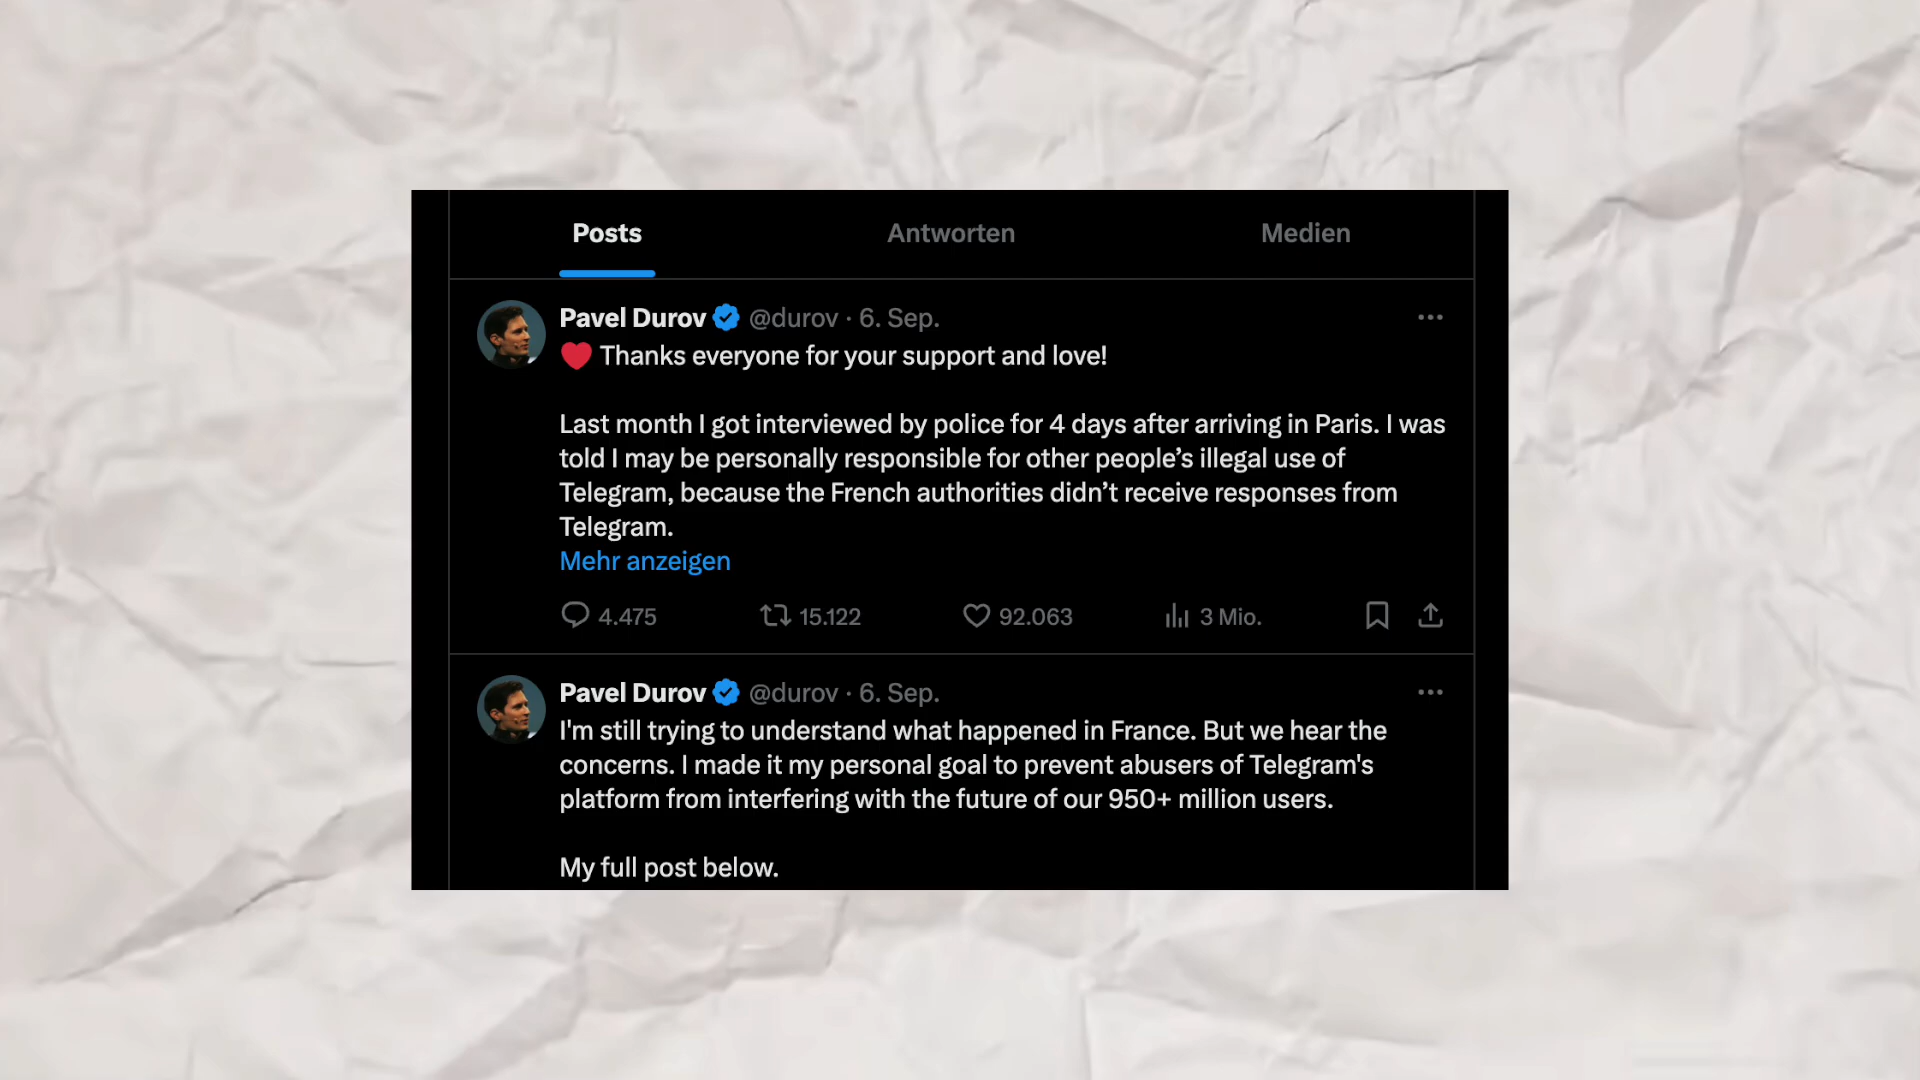 Posts Antworten Medien
Pavel Durov @durov · 6. Sep.
❤️ Thanks everyone for your support and love!
Last month I got interviewed by police for 4 days after arriving in Paris. I was
told I may be personally responsible for other people’s illegal use of
Telegram, because the French authorities didn’t receive responses from
Telegram.
Mehr anzeigen
4.475 15.122 92.063 3 Mio.
Pavel Durov @durov · 6. Sep.
I'm still trying to understand what happened in France. But we hear the
concerns. I made it my personal goal to prevent abusers of Telegram's
platform from interfering with the future of our 950+ million users.
My full post below.